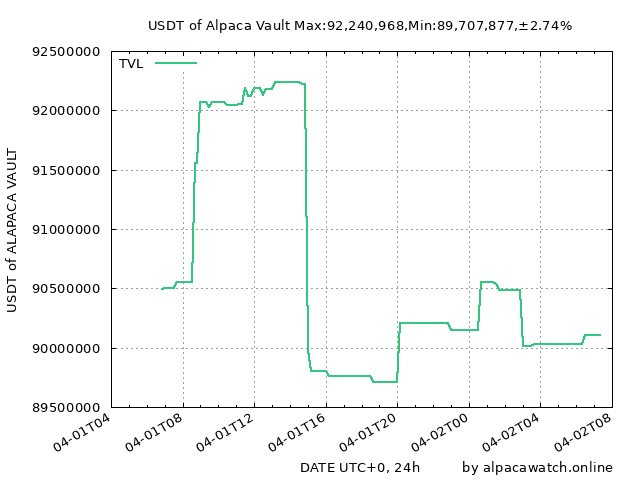 USDT of Alpaca Vault Max:92,240,968,Min:89,707,877,±2.74%
TVL
92500000
92000000
91500000
91000000
90500000
90000000
89500000
USDT of ALAPACA VAULT
04-01T04
04-01T08
04-01T12
04-01T16
04-01T20
04-02T00
04-02T04
04-02T08
DATE UTC+0, 24h
by alpacawatch.online